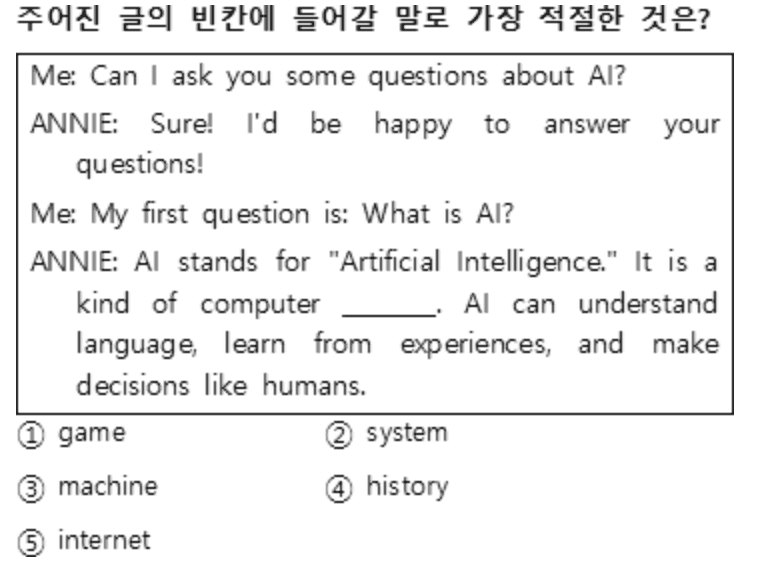 주어진 글의 빈칸에 들어갈 말로 가장 적절한 것은?
Me: Can I ask you some questions about AI?
ANNIE: Sure! I'd be happy to answer your
questions!
Me: My first question is: What is AI?
ANNIE: AI stands for "Artificial Intelligence." It is a
kind of computer _______. AI can understand
language, learn from experiences, and make
decisions like humans.
① game ② system
③ machine ④ history
⑤ internet